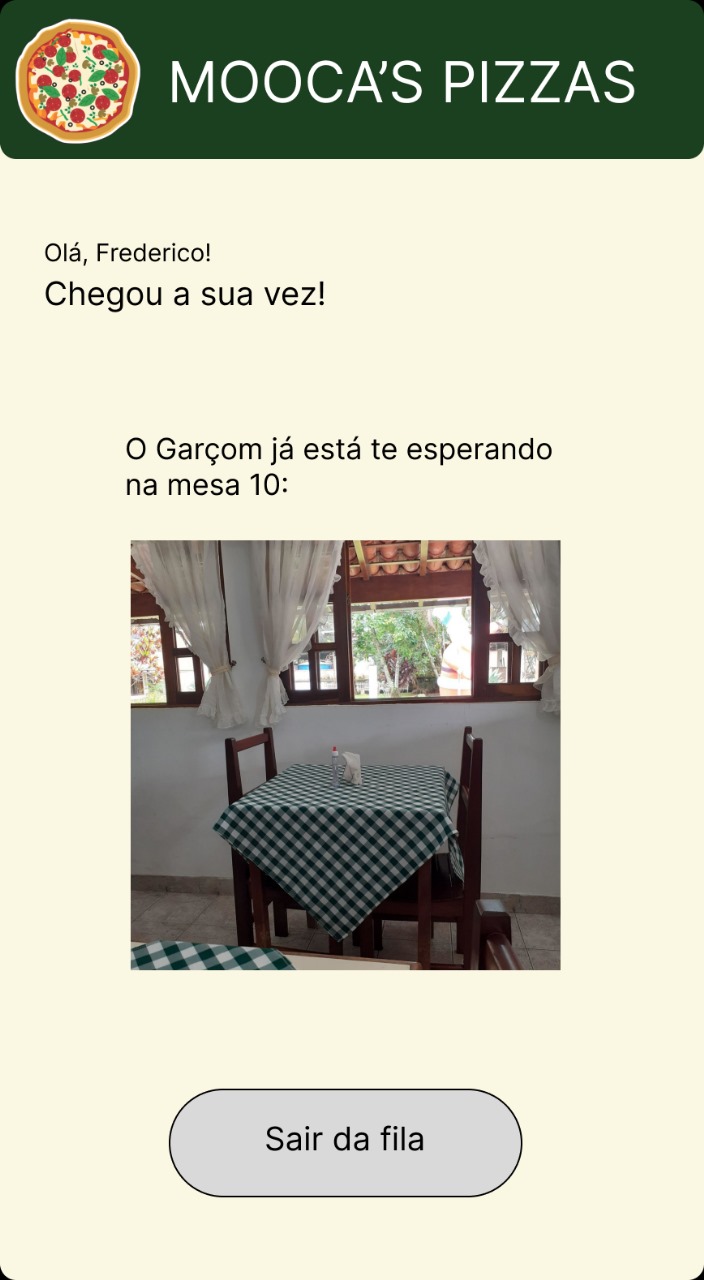 MOOCA’S PIZZAS
Olá, Frederico!
Chegou a sua vez!
O Garçom já está te esperando
na mesa 10:
Sair da fila